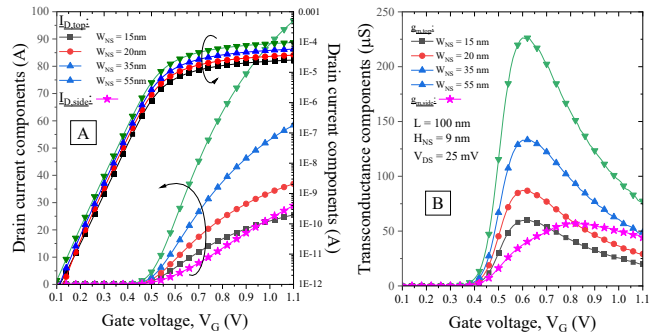 I_D,top:
W_NS = 15nm
W_NS = 20nm
W_NS = 35nm
W_NS = 55nm
I_D,side:
A
Drain current components (A)
90
80
70
60
50
40
30
20
10
0
0.001
1E-4
1E-5
1E-6
1E-7
1E-8
1E-9
1E-10
1E-11
1E-12
Drain current components (A)
0.1 0.2 0.3 0.4 0.5 0.6 0.7 0.8 0.9 1.0 1.1
Gate voltage, V_G (V)
g_m,top:
W_NS = 15 nm
W_NS = 20 nm
W_NS = 35 nm
W_NS = 55 nm
g_m,side:
L = 100 nm
H_NS = 9 nm
V_DS = 25 mV
B
Transconductance components (µS)
250
200
150
100
50
0
0.1 0.2 0.3 0.4 0.5 0.6 0.7 0.8 0.9 1.0 1.1
Gate voltage, V_G (V)